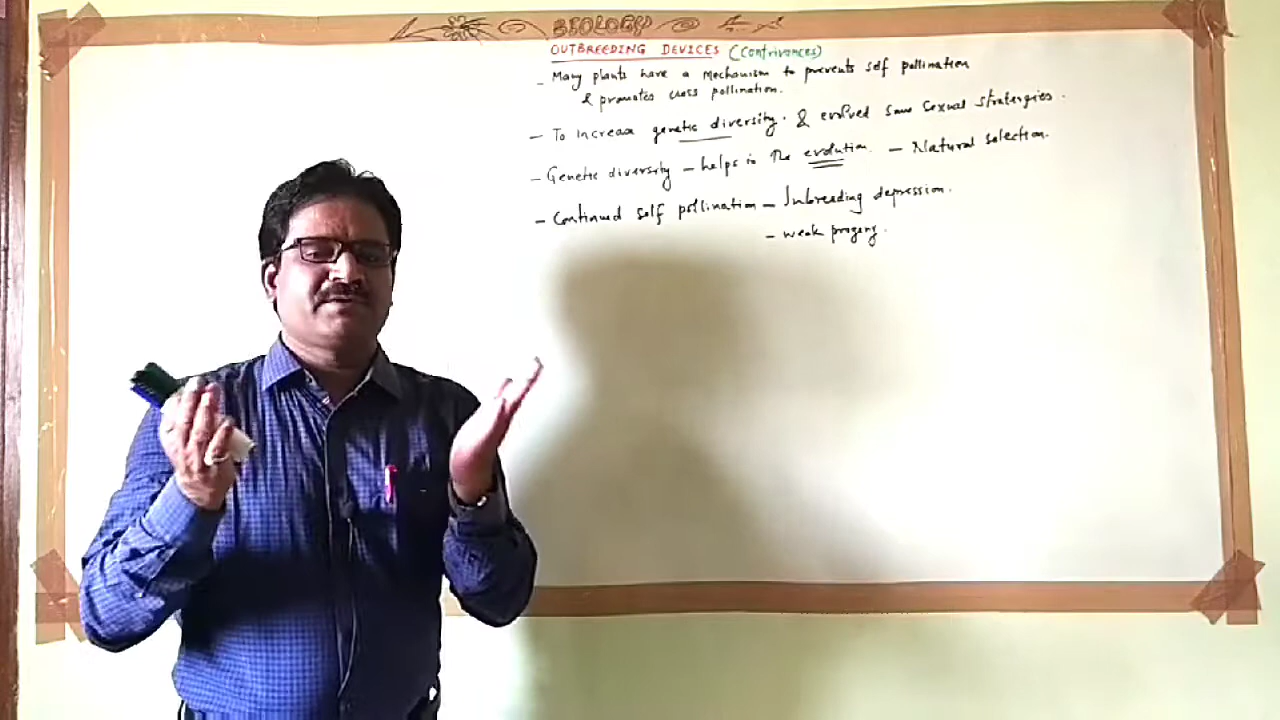 BIOLOGY
OUTBREEDING DEVICES (Contrivances)
- Many plants have a mechanism to prevents self pollination
& promotes cross pollination.
- To increase genetic diversity. & evolved some sexual stratergies.
- Genetic diversity - helps in the evolution. - Natural selection.
- Continued self pollination - Inbreeding depression.
- weak progeny.